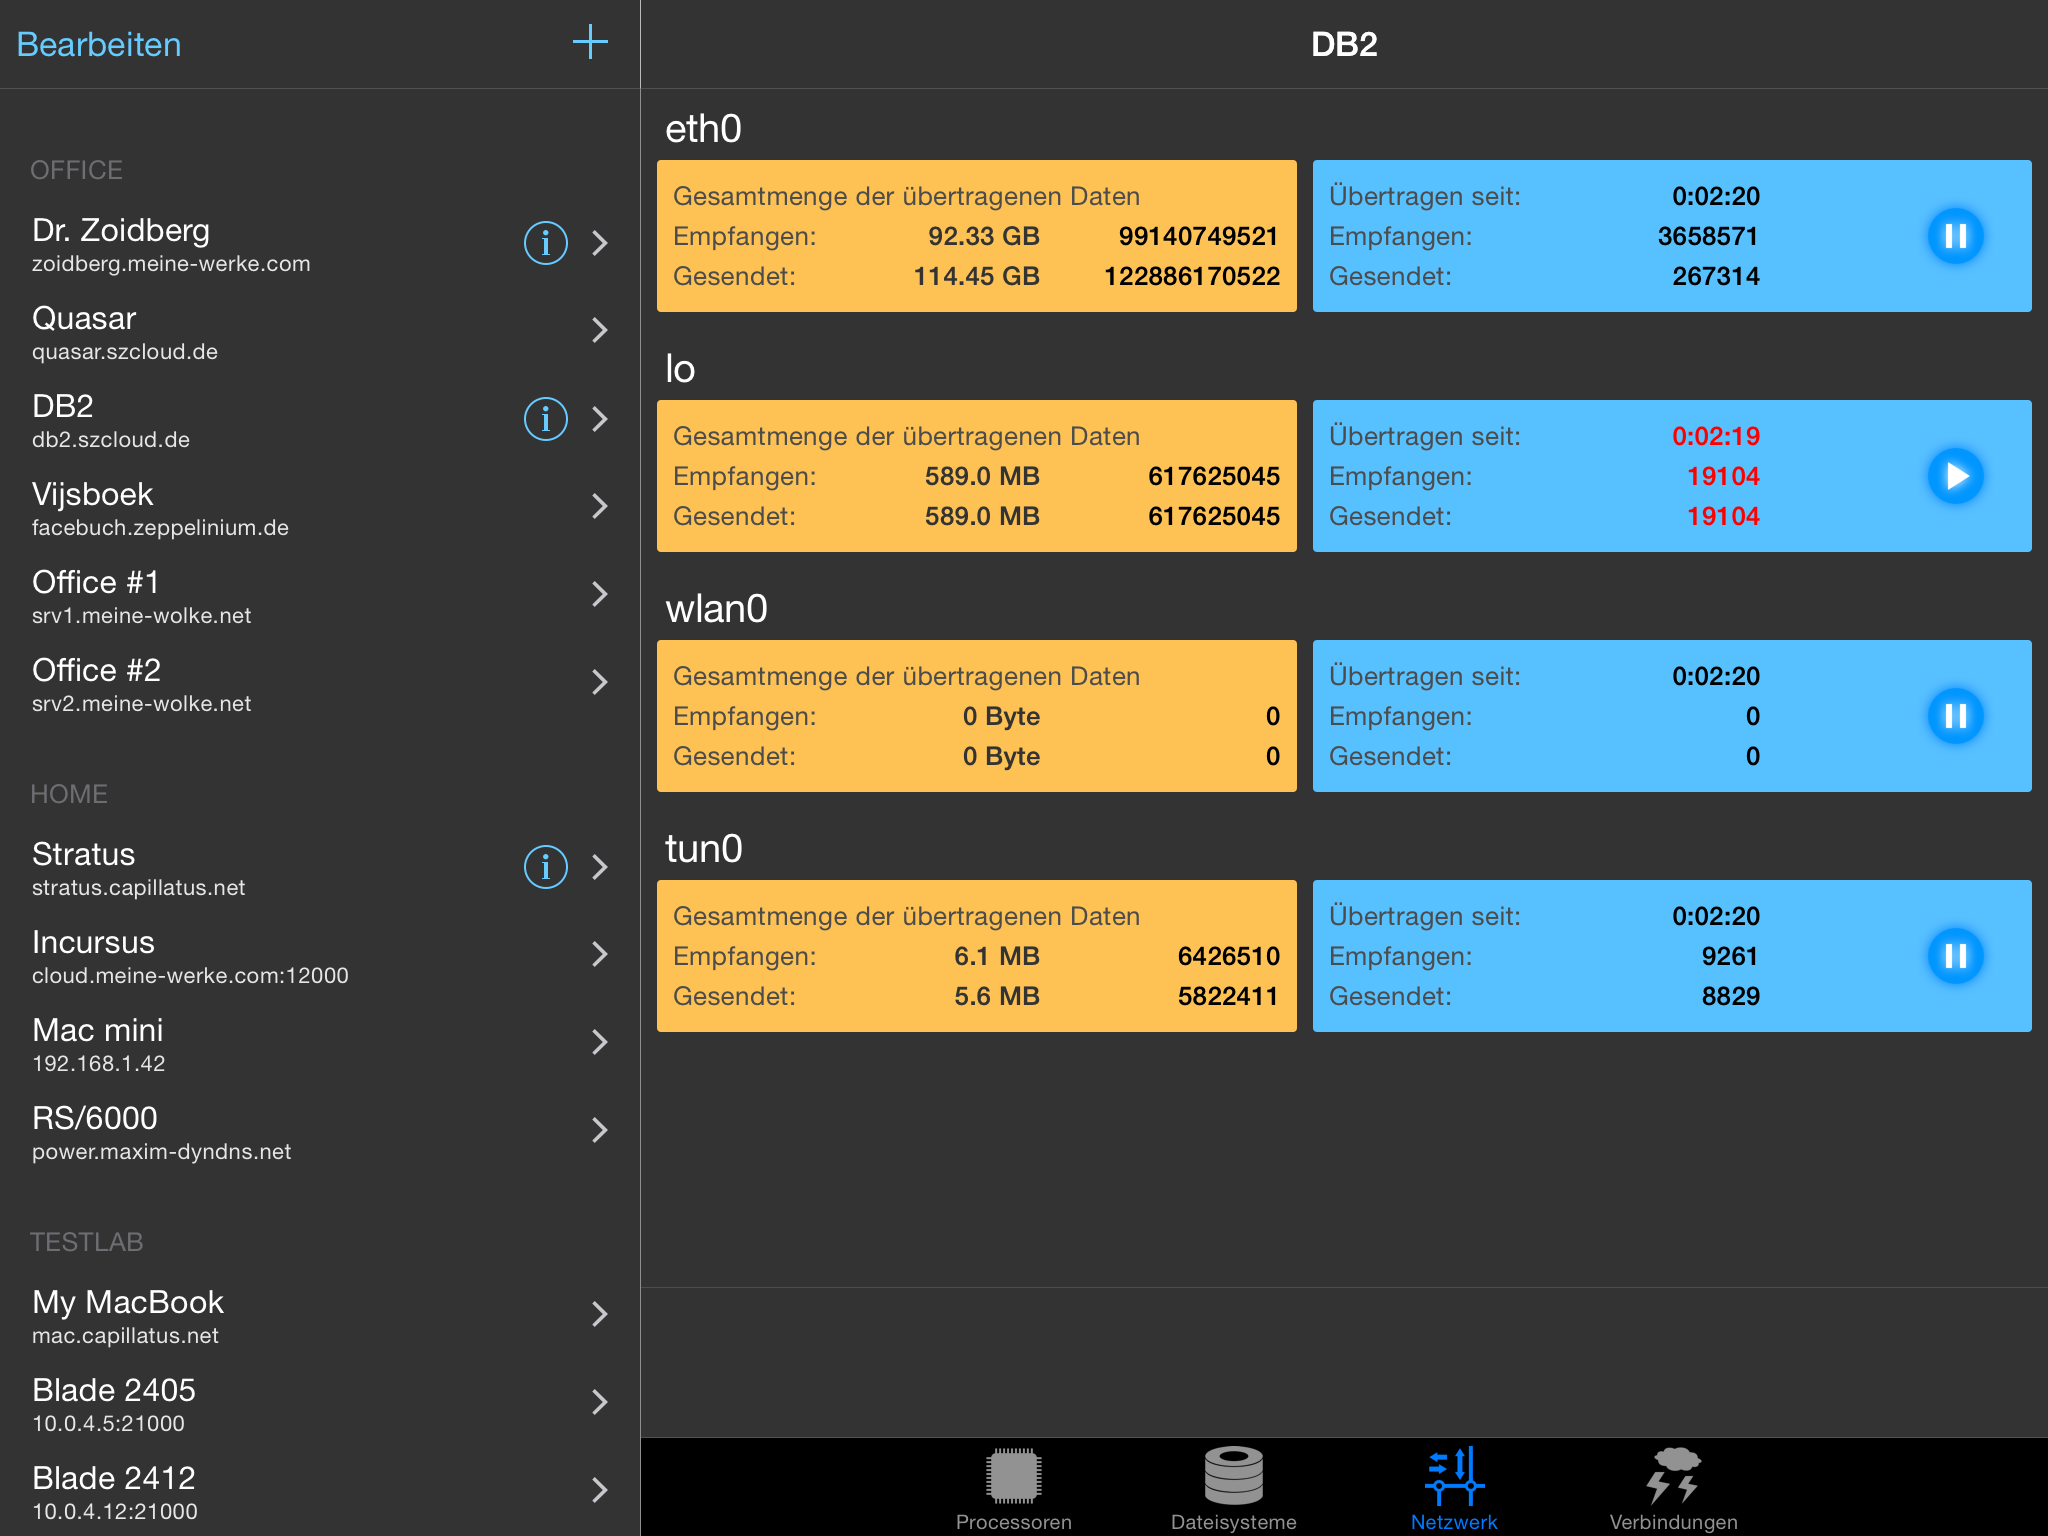 Bearbeiten
OFFICE
Dr. Zoidberg
zoidberg.meine-werke.com
Quasar
quasar.szcloud.de
DB2
db2.szcloud.de
Vijsboek
facebuch.zeppelinium.de
Office #1
srv1.meine-wolke.net
Office #2
srv2.meine-wolke.net
HOME
Stratus
stratus.capillatus.net
Incursus
cloud.meine-werke.com:12000
Mac mini
192.168.1.42
RS/6000
power.maxim-dyndns.net
TESTLAB
My MacBook
mac.capillatus.net
Blade 2405
10.0.4.5:21000
Blade 2412
10.0.4.12:21000
DB2
eth0
Gesamtmenge der übertragenen Daten
Empfangen: 92.33 GB 99140749521
Gesendet: 114.45 GB 122886170522
Übertragen seit: 0:02:20
Empfangen: 3658571
Gesendet: 267314
lo
Gesamtmenge der übertragenen Daten
Empfangen: 589.0 MB 617625045
Gesendet: 589.0 MB 617625045
Übertragen seit: 0:02:19
Empfangen: 19104
Gesendet: 19104
wlan0
Gesamtmenge der übertragenen Daten
Empfangen: 0 Byte 0
Gesendet: 0 Byte 0
Übertragen seit: 0:02:20
Empfangen: 0
Gesendet: 0
tun0
Gesamtmenge der übertragenen Daten
Empfangen: 6.1 MB 6426510
Gesendet: 5.6 MB 5822411
Übertragen seit: 0:02:20
Empfangen: 9261
Gesendet: 8829
Processoren Dateisysteme Netzwerk Verbindungen